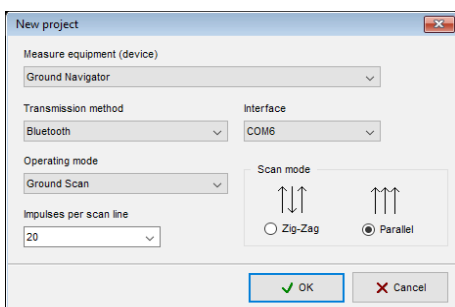 New project
Measure equipment (device)
Ground Navigator
Transmission method
Interface
Bluetooth
COM6
Operating mode
Ground Scan
Scan mode
Impulses per scan line
20
Zig-Zag
Parallel
OK
Cancel